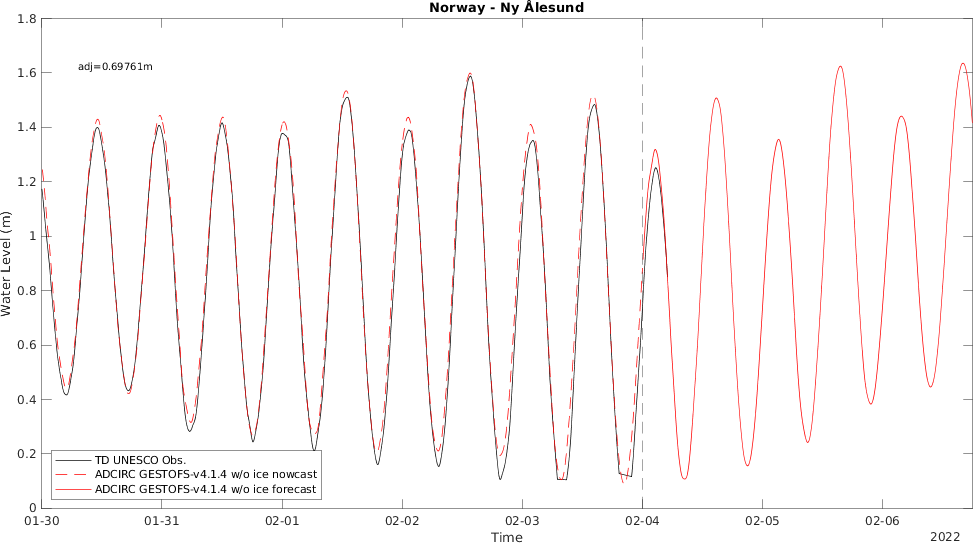 Norway - Ny Ålesund
1.8
adj=0.69761m
1.6
1.4
1.2
1
0.8
0.6
0.4
0.2
0
Water Level (m)
TD UNESCO Obs.
ADCIRC GESTOFS-v4.1.4 w/o ice nowcast
ADCIRC GESTOFS-v4.1.4 w/o ice forecast
01-30 01-31 02-01 02-02 02-03 02-04 02-05 02-06
Time
2022